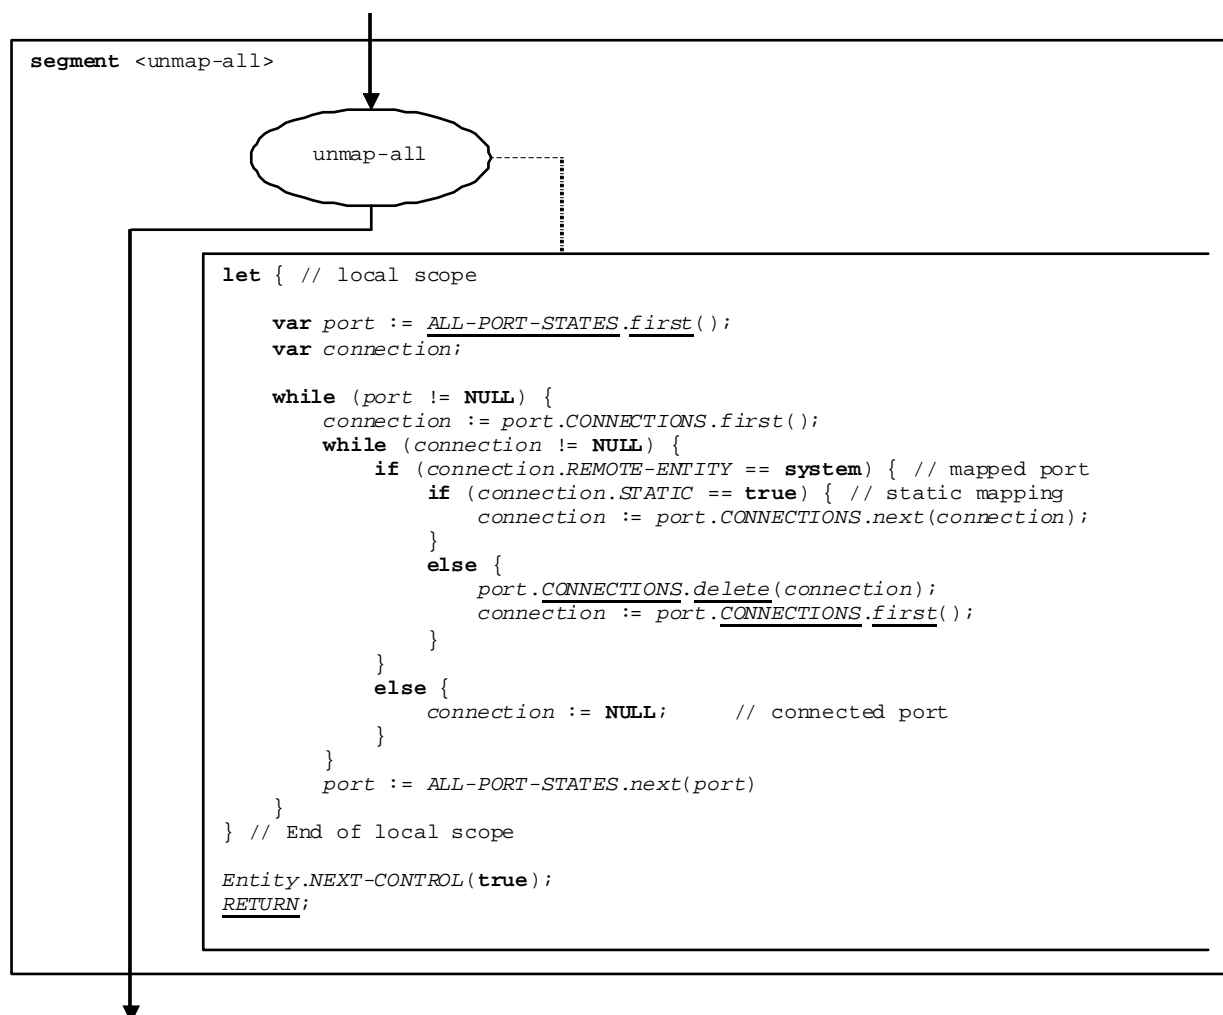 segment <unmap-all>
unmap-all
let { // local scope
var port := ALL-PORT-STATES.first();
var connection;
while (port != NULL) {
connection := port.CONNECTIONS.first();
while (connection != NULL) {
if (connection.REMOTE-ENTITY == system) { // mapped port
if (connection.STATIC == true) { // static mapping
connection := port.CONNECTIONS.next(connection);
}
else {
port.CONNECTIONS.delete(connection);
connection := port.CONNECTIONS.first();
}
}
else {
connection := NULL; // connected port
}
}
port := ALL-PORT-STATES.next(port)
}
} // End of local scope
Entity.NEXT-CONTROL(true);
RETURN;